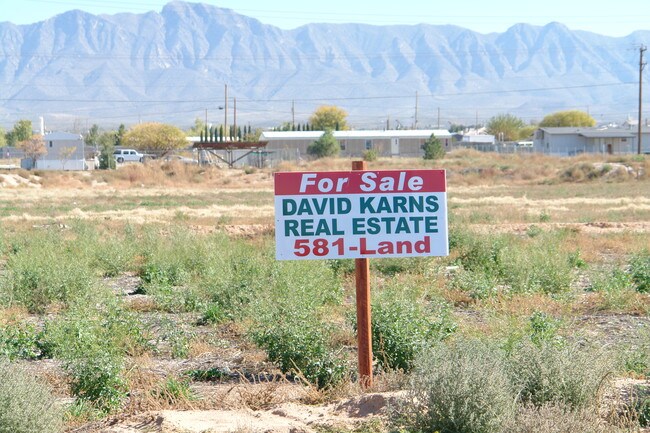 For Sale
DAVID KARNS
REAL ESTATE
581-Land